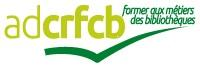 adcrfcb
former aux métiers
des bibliothèques